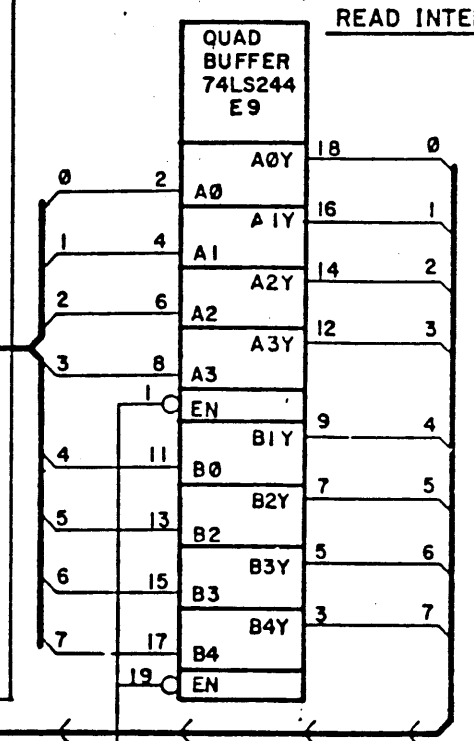 READ INTE
QUAD
BUFFER
74LS244
E9
A0Y 18 0
0 2 A0
A1Y 16 1
1 4 A1
A2Y 14 2
2 6 A2
A3Y 12 3
3 8 A3
1 EN
B1Y 9 4
4 11 B0
B2Y 7 5
5 13 B2
B3Y 5 6
6 15 B3
B4Y 3 7
7 17 B4
19 EN